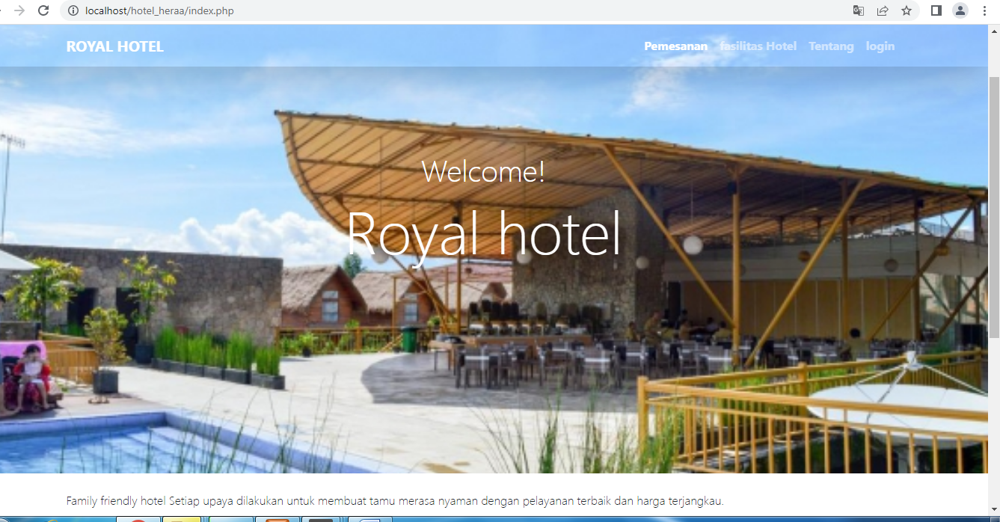 localhost/hotel_heraa/index.php
ROYAL HOTEL Pemesanan fasilitas Hotel Tentang login
Welcome!
Royal hotel
Family friendly hotel Setiap upaya dilakukan untuk membuat tamu merasa nyaman dengan pelayanan terbaik dan harga terjangkau.